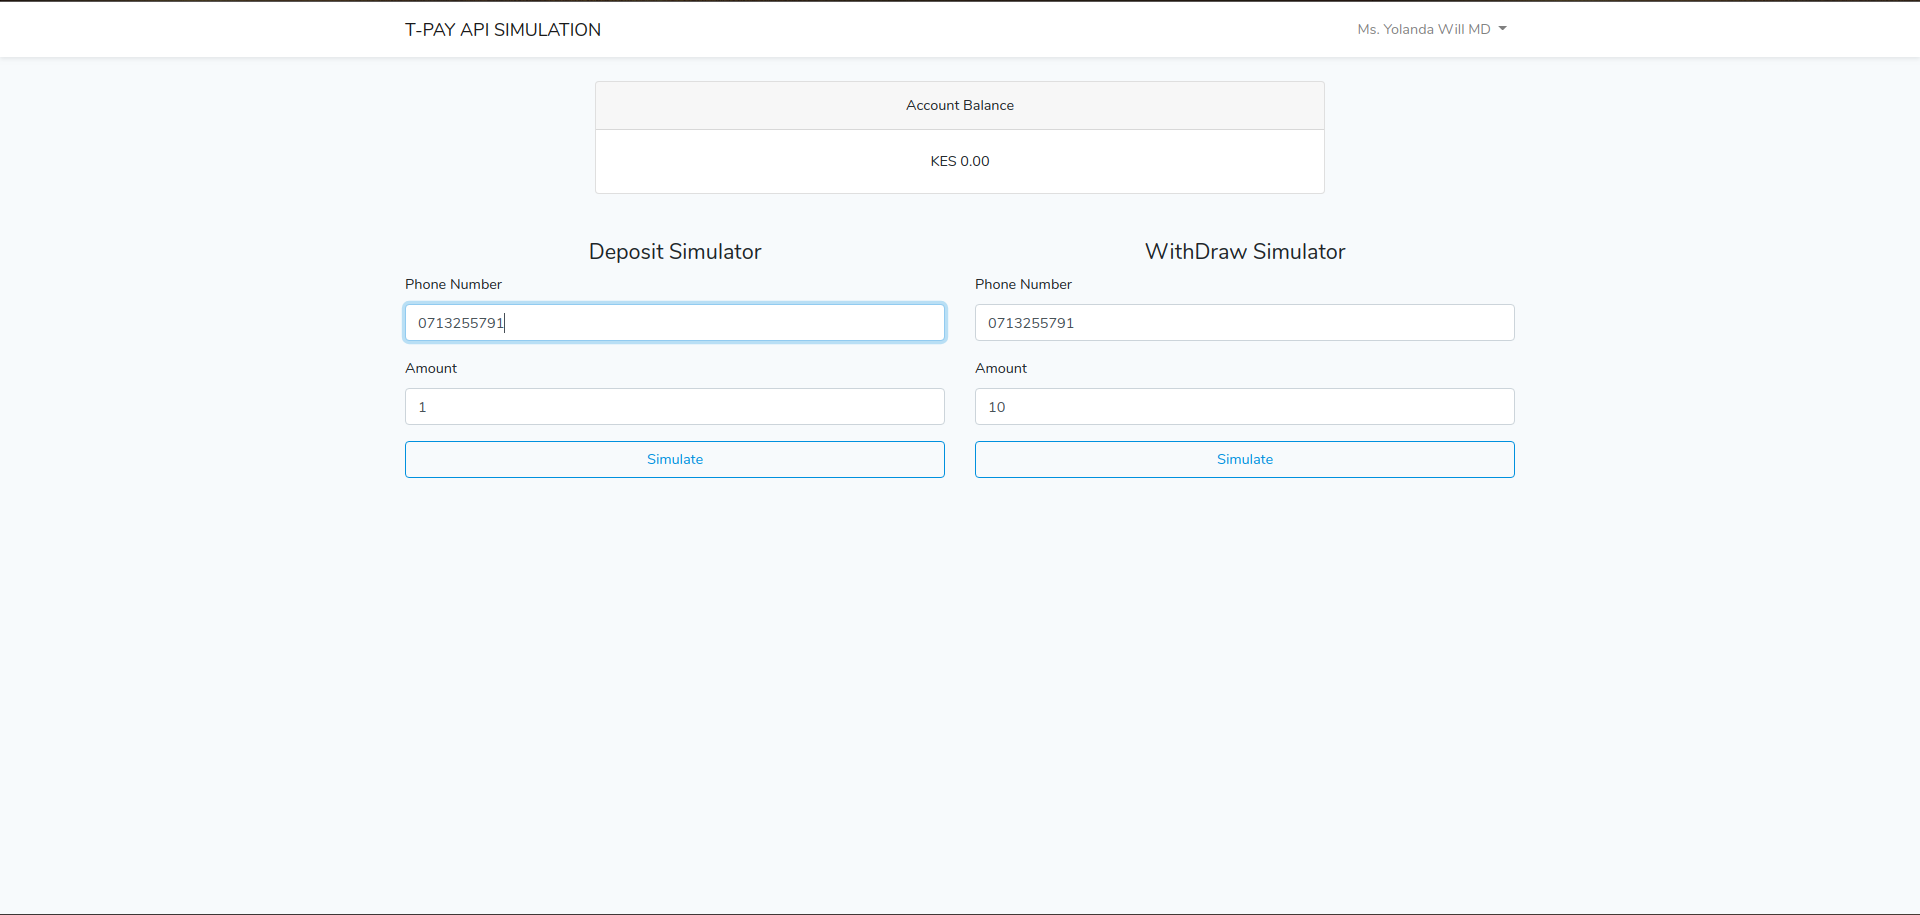 T-PAY API SIMULATION
Ms. Yolanda Will MD
Account Balance
KES 0.00
Deposit Simulator
Phone Number
0713255791
Amount
1
Simulate
WithDraw Simulator
Phone Number
0713255791
Amount
10
Simulate